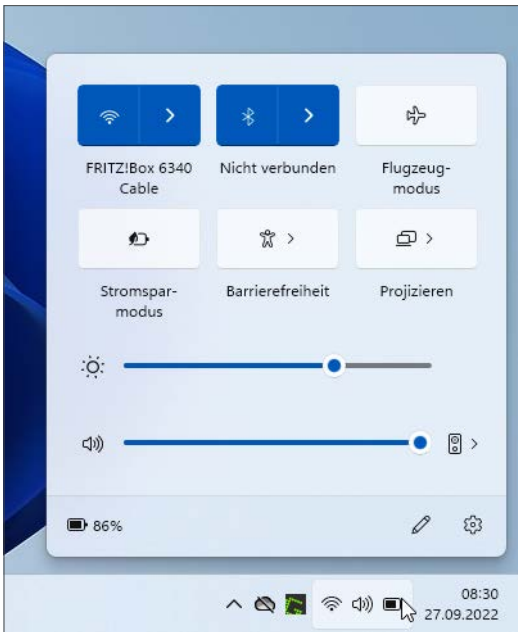 FRITZ!Box 6340
Cable
Nicht verbunden
Flugzeug-
modus
Stromspar-
modus
Barrierefreiheit
Projizieren
86%
08:30
27.09.2022